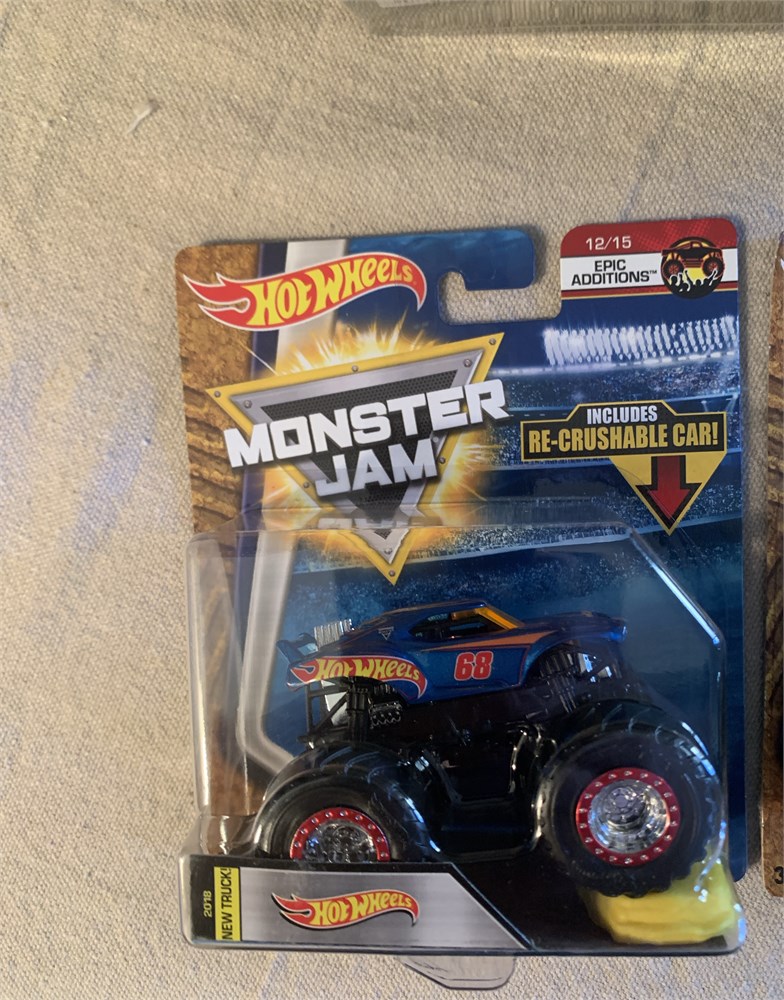 HOT WHEELS
12/15
EPIC
ADDITIONS™
MONSTER
JAM
INCLUDES
RE-CRUSHABLE CAR!
HOT WHEELS
68
2018
NEW TRUCK!
HOT WHEELS
3